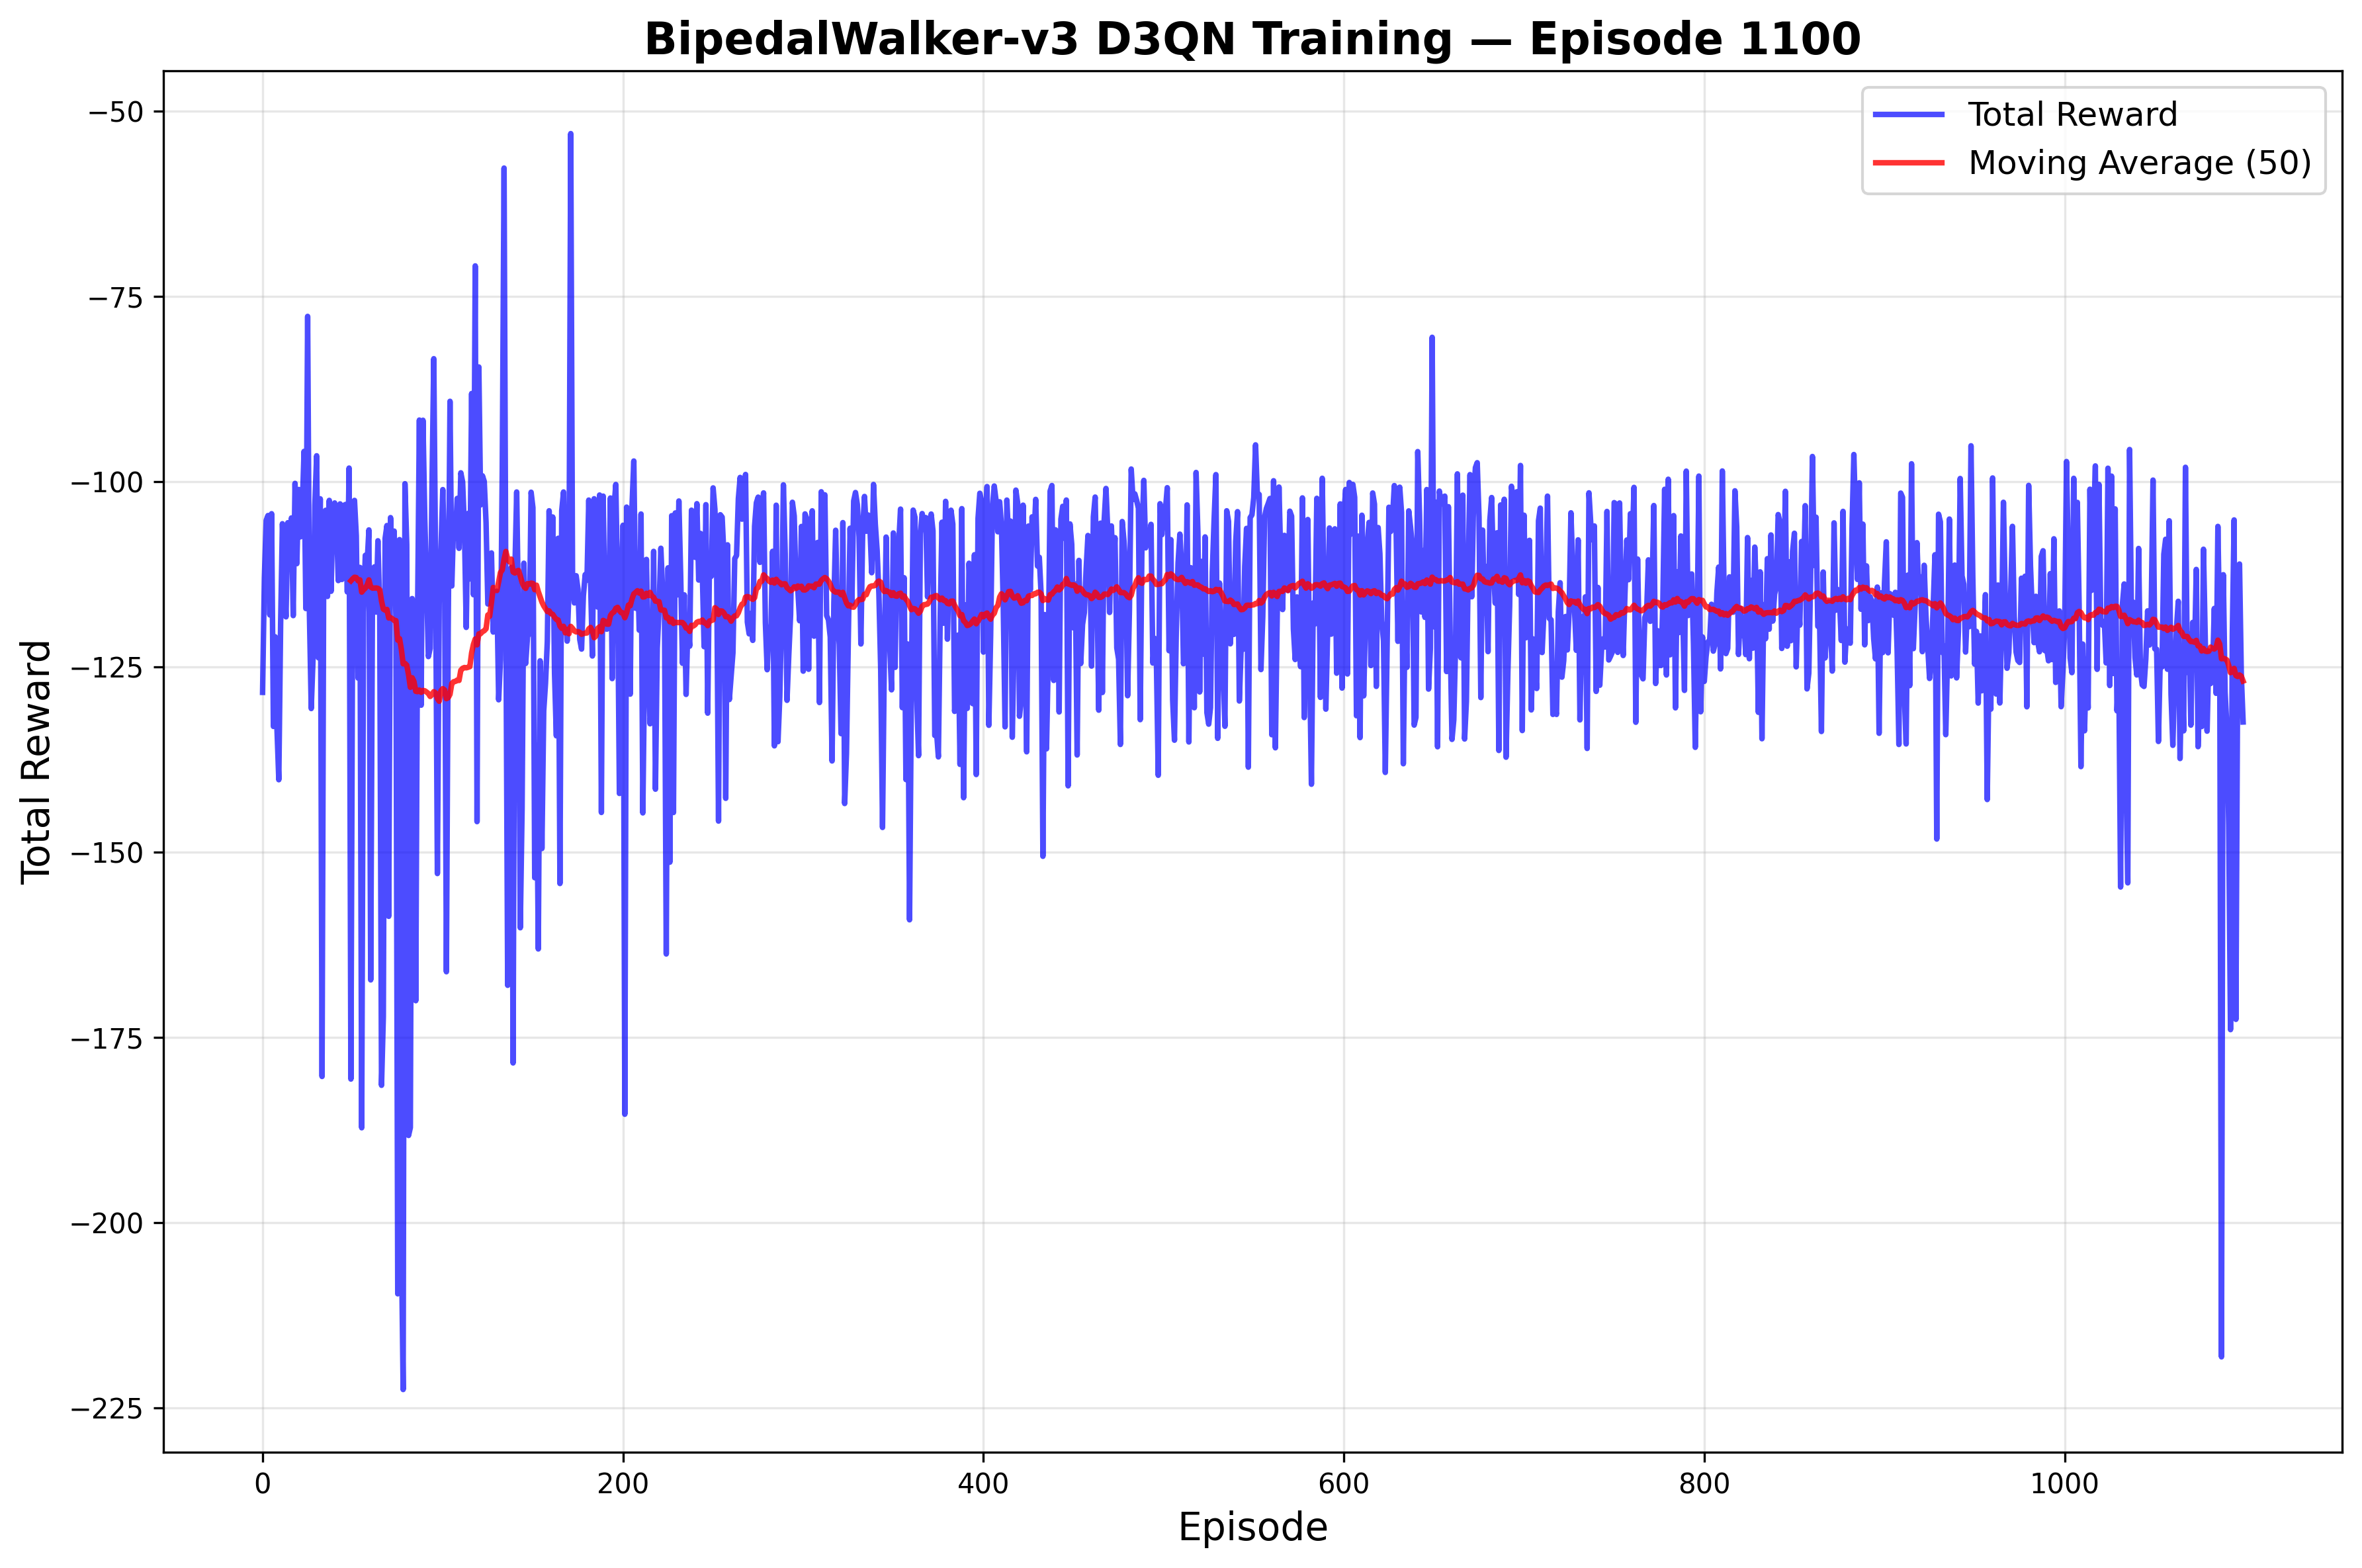 BipedalWalker-v3 D3QN Training — Episode 1100
Total Reward
Moving Average (50)
−50
−75
−100
−125
−150
−175
−200
−225
Total Reward
0
200
400
600
800
1000
Episode